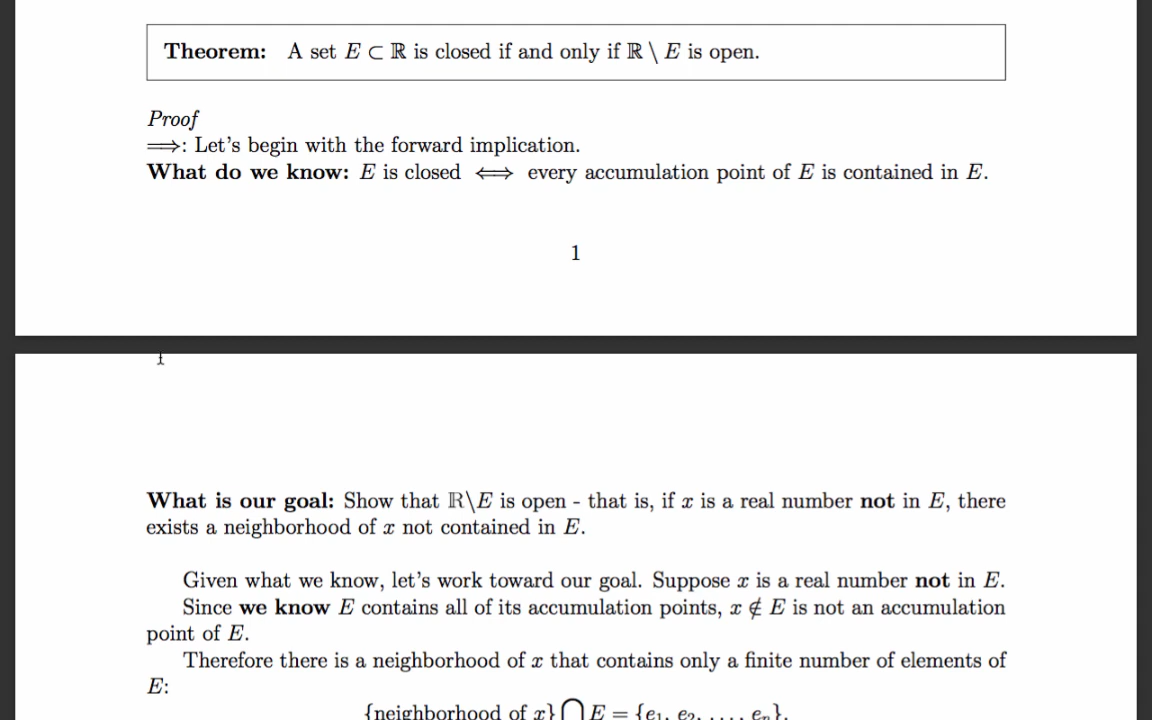 Theorem: A set E ⊂ ℝ is closed if and only if ℝ \ E is open.
Proof
⟹: Let's begin with the forward implication.
What do we know: E is closed ⟺ every accumulation point of E is contained in E.
1
What is our goal: Show that ℝ\E is open - that is, if x is a real number not in E, there
exists a neighborhood of x not contained in E.
Given what we know, let's work toward our goal. Suppose x is a real number not in E.
Since we know E contains all of its accumulation points, x ∉ E is not an accumulation
point of E.
Therefore there is a neighborhood of x that contains only a finite number of elements of
E:
{neighborhood of x} ⋂ E = {e₁, e₂, . . . , eₙ}.